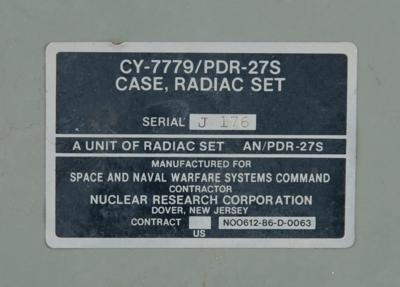 CY-7779/PDR-27S
CASE, RADIAC SET
SERIAL J 176
A UNIT OF RADIAC SET AN/PDR-27S
MANUFACTURED FOR
SPACE AND NAVAL WARFARE SYSTEMS COMMAND
CONTRACTOR
NUCLEAR RESEARCH CORPORATION
DOVER, NEW JERSEY
CONTRACT NOO612-86-D-0063
US